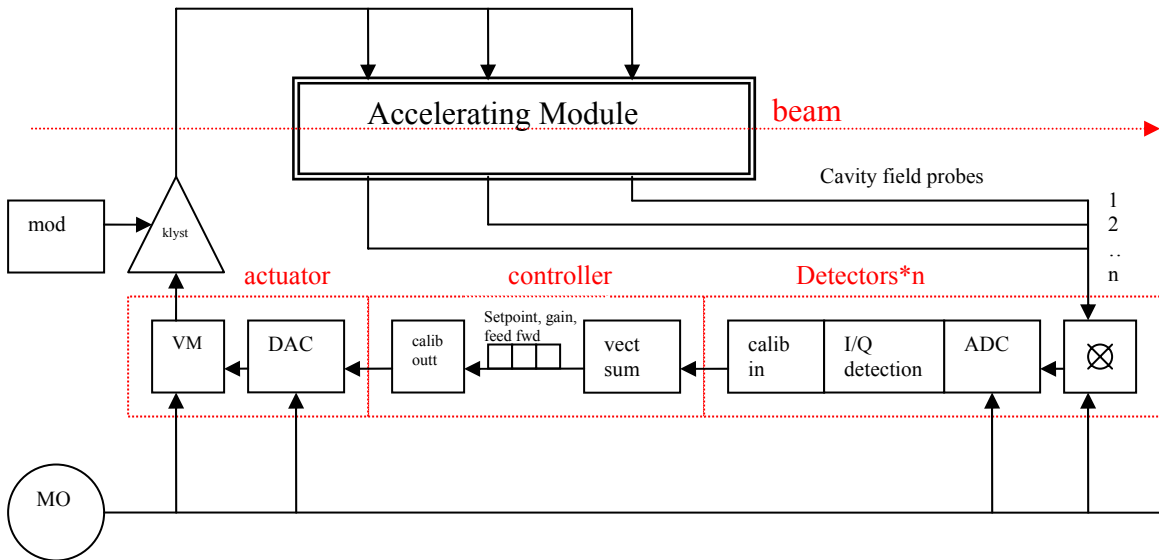 Accelerating Module
beam
Cavity field probes
1
2
..
n
mod
klyst
actuator
controller
Detectors*n
VM
DAC
calib
outt
Setpoint, gain,
feed fwd
vect
sum
calib
in
I/Q
detection
ADC
MO